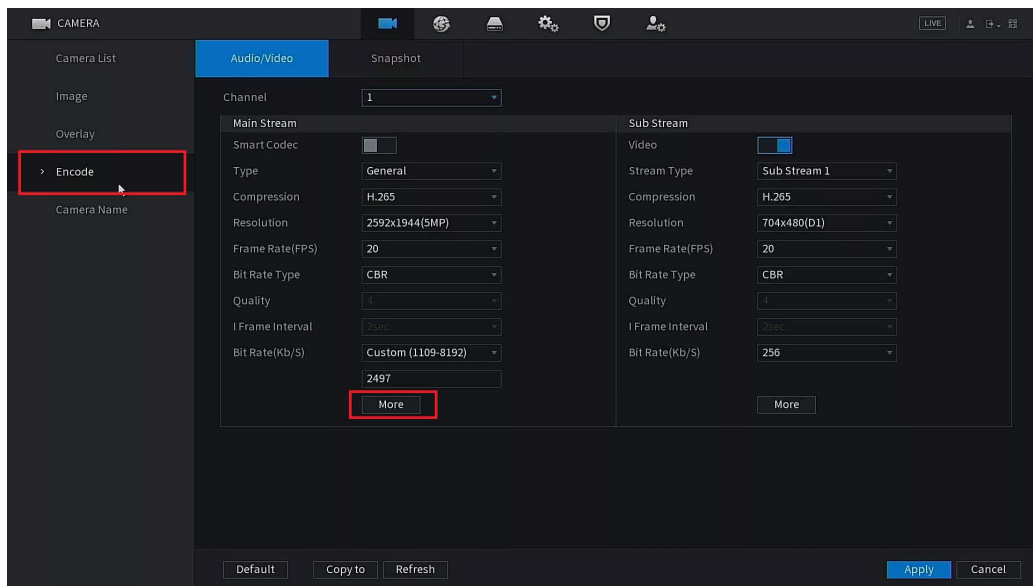 CAMERA
LIVE
Camera List
Image
Overlay
> Encode
Camera Name
Audio/Video Snapshot
Channel 1
Main Stream
Smart Codec
Type General
Compression H.265
Resolution 2592x1944(5MP)
Frame Rate(FPS) 20
Bit Rate Type CBR
Quality 4
I Frame Interval 2sec.
Bit Rate(Kb/S) Custom (1109-8192)
2497
More
Sub Stream
Video
Stream Type Sub Stream 1
Compression H.265
Resolution 704x480(D1)
Frame Rate(FPS) 20
Bit Rate Type CBR
Quality 4
I Frame Interval 2sec.
Bit Rate(Kb/S) 256
More
Default Copy to Refresh Apply Cancel